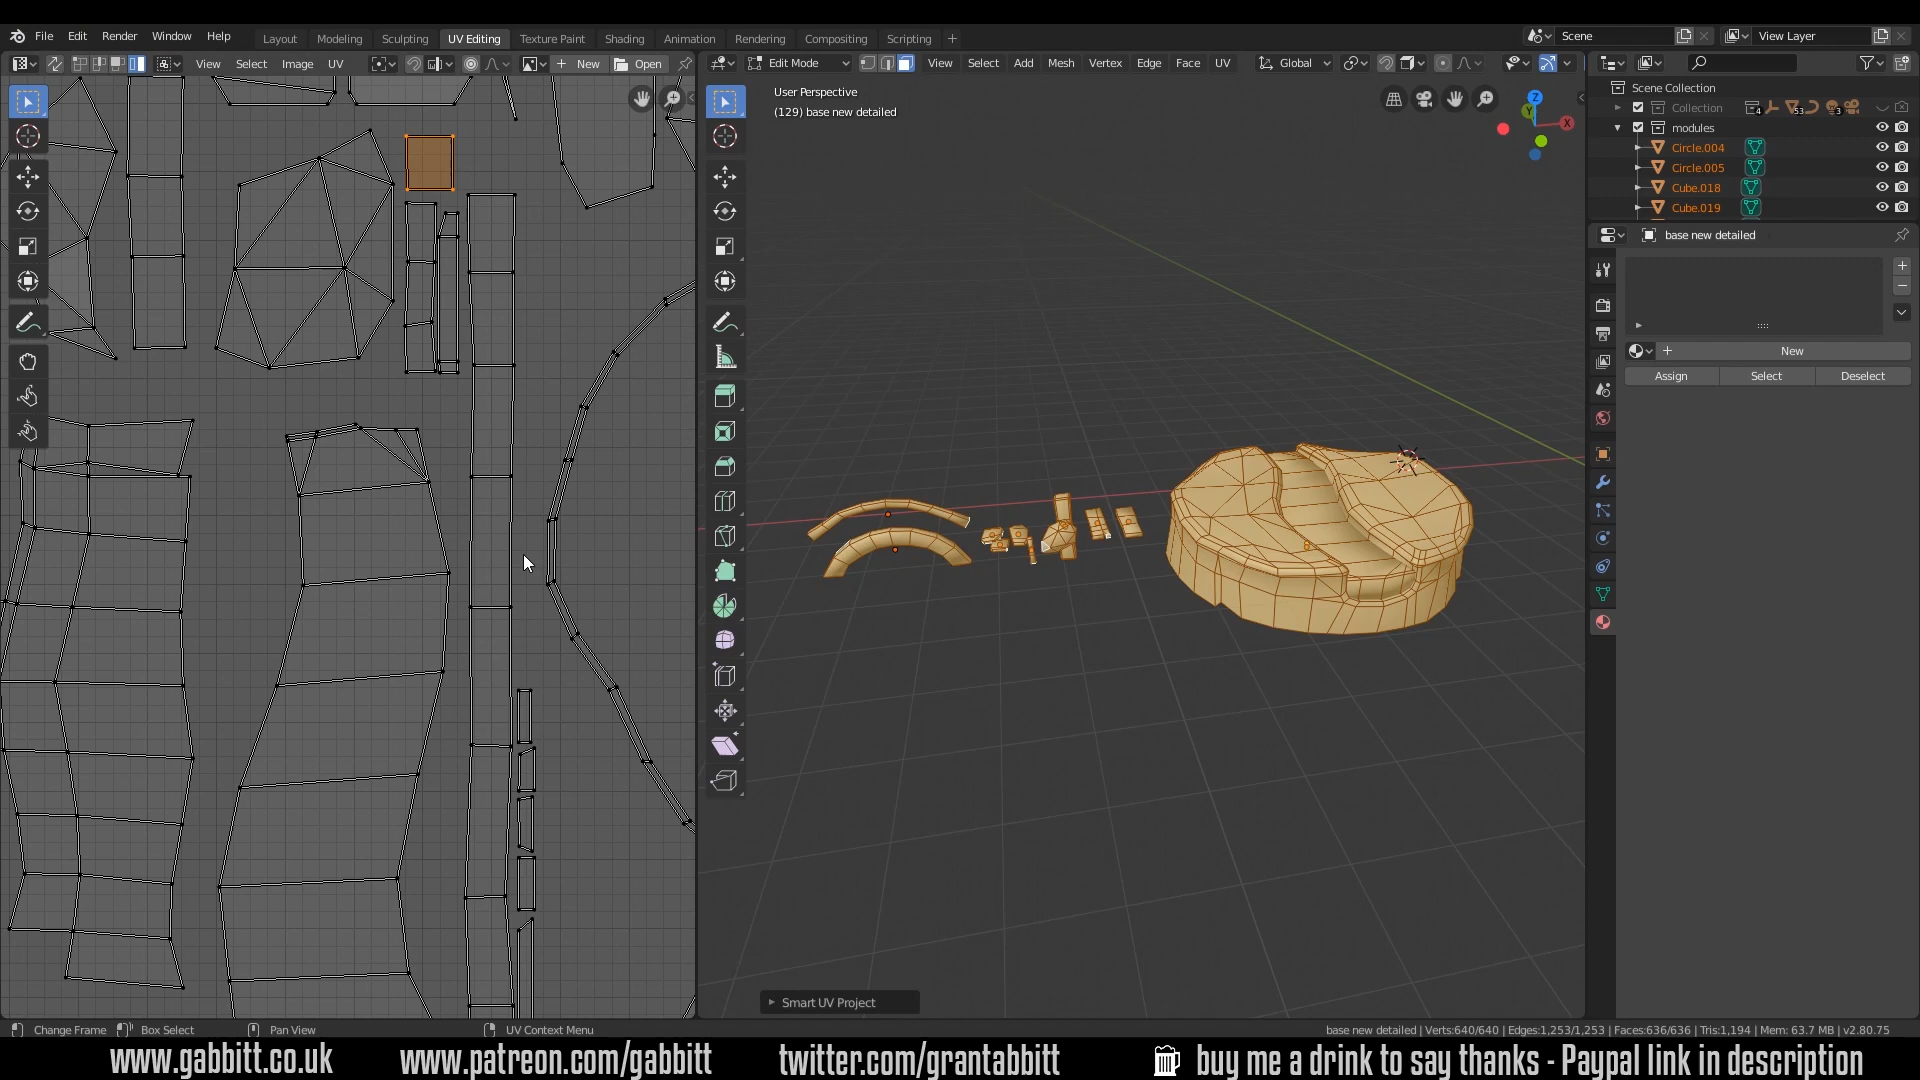 File Edit Render Window Help Layout Modeling Sculpting UV Editing Texture Paint Shading Animation Rendering Compositing Scripting Scene View Layer
View Select Image UV New Open Edit Mode View Select Add Mesh Vertex Edge Face UV Global
User Perspective
(129) base new detailed
Z
Y
X
Scene Collection
Collection 4 53 3
modules
Circle.004
Circle.005
Cube.018
Cube.019
base new detailed
New
Assign Select Deselect
Smart UV Project
Change Frame Box Select Pan View UV Context Menu base new detailed | Verts:640/640 | Edges:1,253/1,253 | Faces:636/636 | Tris:1,194 | Mem: 63.7 MB | v2.80.75
www.gabbitt.co.uk www.patreon.com/gabbitt twitter.com/grantabbitt buy me a drink to say thanks - Paypal link in description